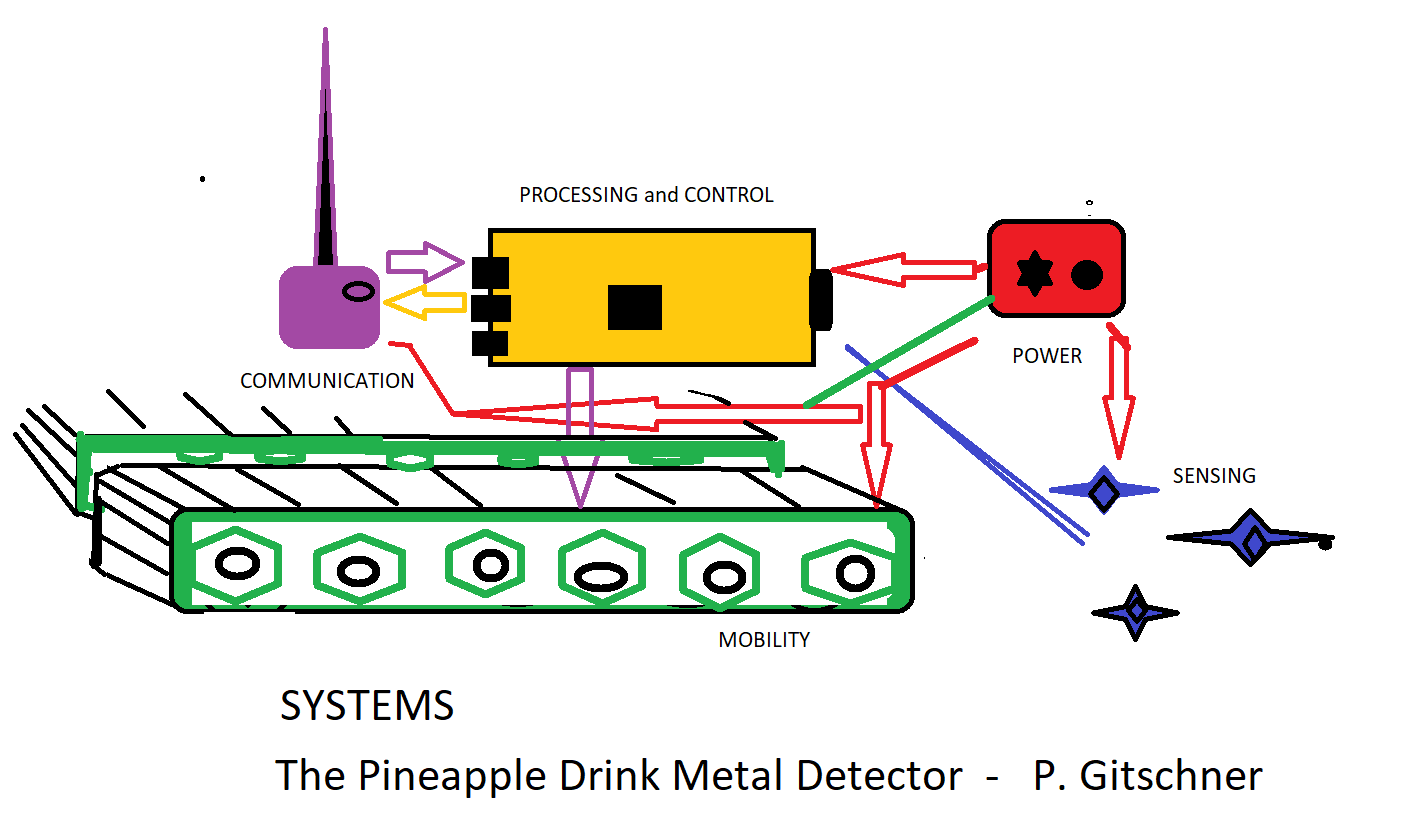 PROCESSING and CONTROL
POWER
COMMUNICATION
SENSING
MOBILITY
SYSTEMS
The Pineapple Drink Metal Detector - P. Gitschner